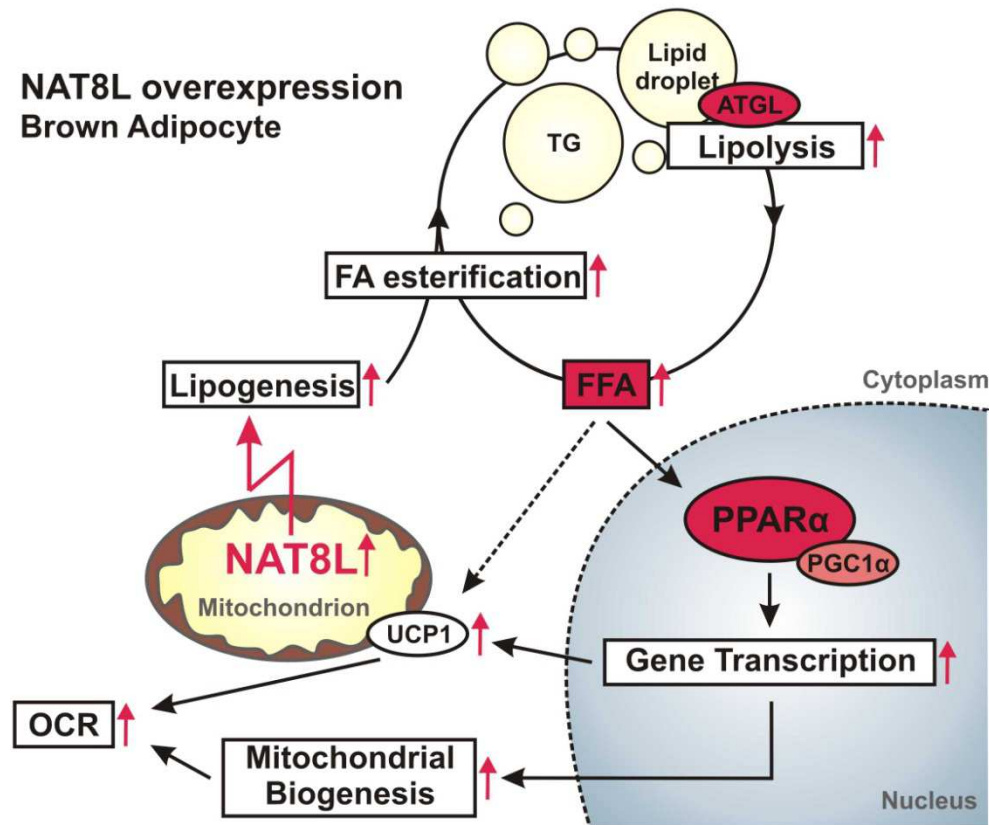 NAT8L overexpression
Brown Adipocyte
Lipid
droplet
ATGL
TG
Lipolysis
FA esterification
Lipogenesis
FFA
Cytoplasm
PPARα
PGC1α
NAT8L
Mitochondrion
UCP1
Gene Transcription
OCR
Mitochondrial
Biogenesis
Nucleus